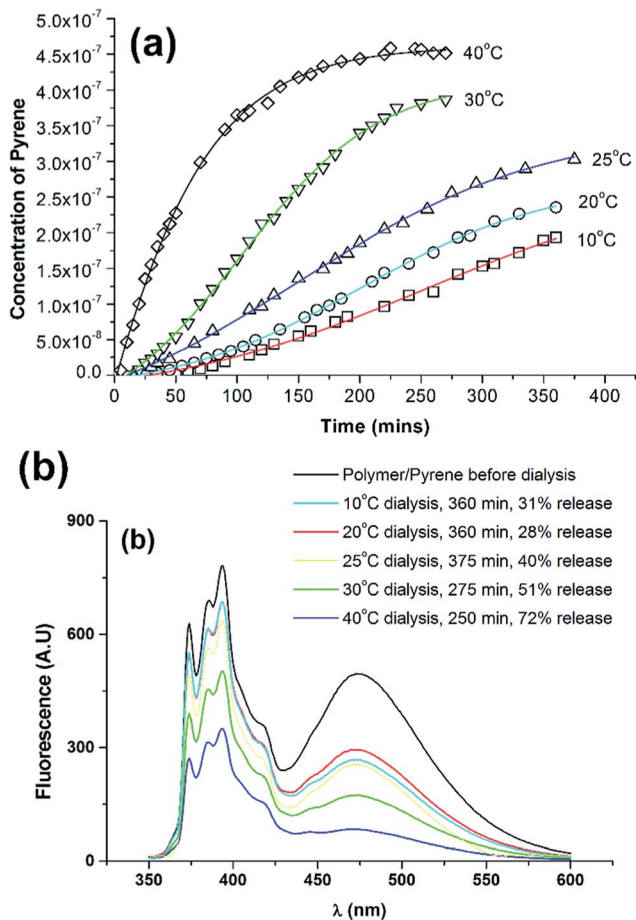 (a)
Concentration of Pyrene
5.0x10⁻⁷
4.5x10⁻⁷
4.0x10⁻⁷
3.5x10⁻⁷
3.0x10⁻⁷
2.5x10⁻⁷
2.0x10⁻⁷
1.5x10⁻⁷
1.0x10⁻⁷
5.0x10⁻⁸
0.0
40°C
30°C
25°C
20°C
10°C
0 50 100 150 200 250 300 350 400
Time (mins)
(b)
(b)
Polymer/Pyrene before dialysis
10°C dialysis, 360 min, 31% release
20°C dialysis, 360 min, 28% release
25°C dialysis, 375 min, 40% release
30°C dialysis, 275 min, 51% release
40°C dialysis, 250 min, 72% release
Fluorescence (A.U)
900
600
300
0
350 400 450 500 550 600
λ (nm)